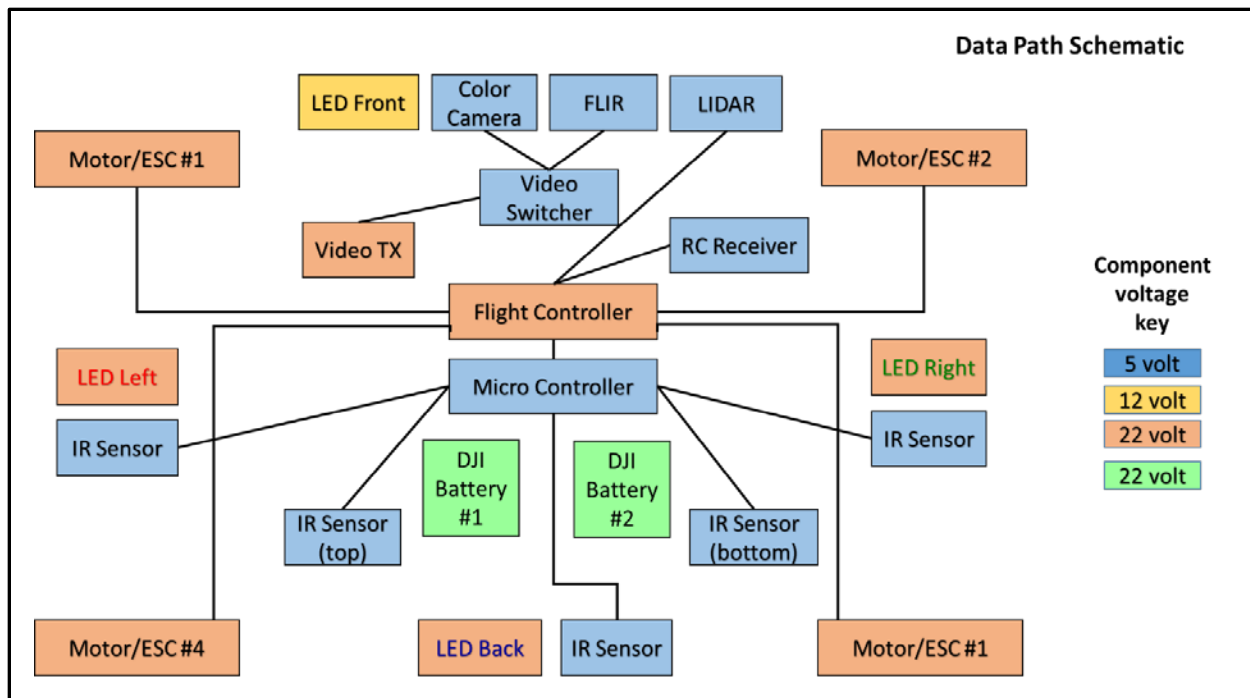 Data Path Schematic
LED Front
Color
Camera
FLIR
LIDAR
Motor/ESC #1
Motor/ESC #2
Video
Switcher
Video TX
RC Receiver
Component
voltage
key
Flight Controller
5 volt
LED Left
Micro Controller
LED Right
12 volt
22 volt
IR Sensor
IR Sensor
22 volt
DJI
Battery
#1
DJI
Battery
#2
IR Sensor
(top)
IR Sensor
(bottom)
Motor/ESC #4
LED Back
IR Sensor
Motor/ESC #1